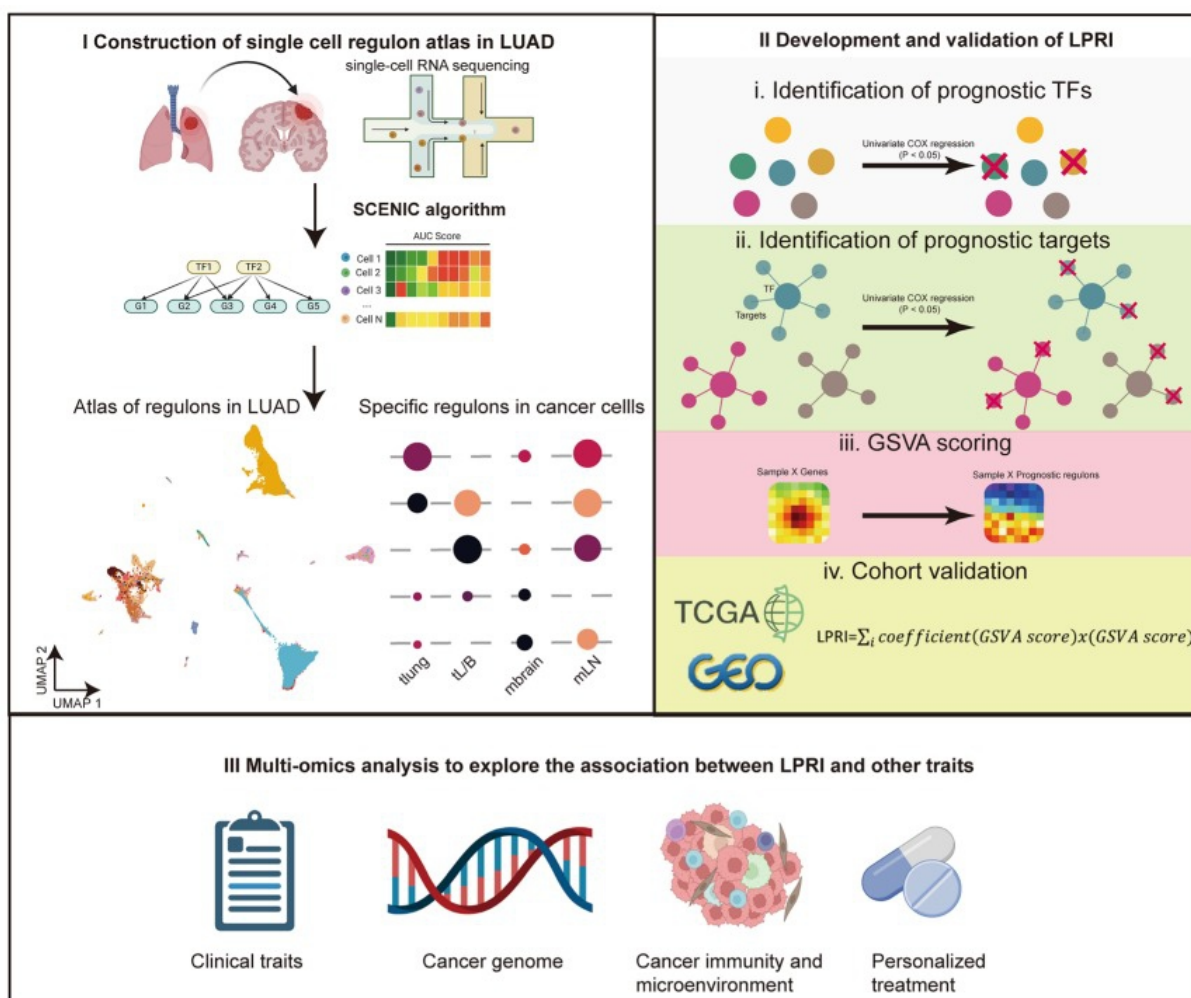 I Construction of single cell regulon atlas in LUAD
single-cell RNA sequencing
SCENIC algorithm
AUC Score
Cell 1
Cell 2
Cell 3
...
Cell N
TF1
TF2
G1
G2
G3
G4
G5
Atlas of regulons in LUAD
UMAP 2
UMAP 1
Specific regulons in cancer cellls
tlung
tL/B
mbrain
mLN
II Development and validation of LPRI
i. Identification of prognostic TFs
Univariate COX regression
(P < 0.05)
ii. Identification of prognostic targets
TF
Targets
Univariate COX regression
(P < 0.05)
iii. GSVA scoring
Sample X Genes
Sample X Prognostic regulons
iv. Cohort validation
TCGA
GEO
LPRI=∑i coefficient(GSVA score)x(GSVA score)
III Multi-omics analysis to explore the association between LPRI and other traits
Clinical traits
Cancer genome
Cancer immunity and
microenvironment
Personalized
treatment